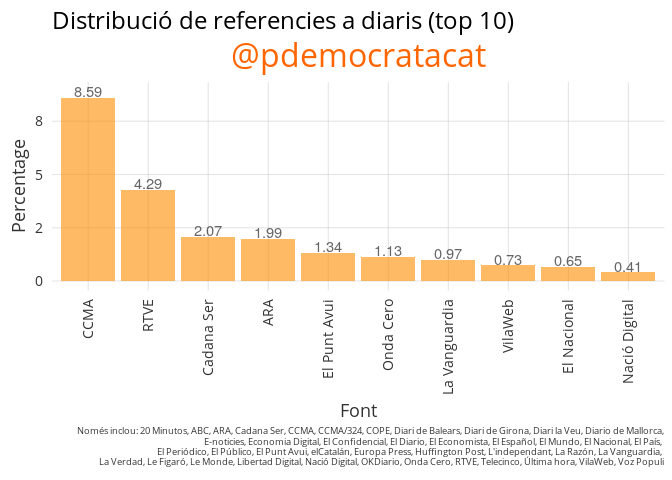 Distribució de referencies a diaris (top 10)
@pdemocratacat
Percentage
8
5
2
0
8.59
4.29
2.07
1.99
1.34
1.13
0.97
0.73
0.65
0.41
CCMA
RTVE
Cadana Ser
ARA
El Punt Avui
Onda Cero
La Vanguardia
VilaWeb
El Nacional
Nació Digital
Font
Només inclou: 20 Minutos, ABC, ARA, Cadana Ser, CCMA, CCMA/324, COPE, Diari de Balears, Diari de Girona, Diari la Veu, Diario de Mallorca,
E-noticies, Economia Digital, El Confidencial, El Diario, El Economista, El Español, El Mundo, El Nacional, El País,
El Periódico, El Público, El Punt Avui, elCatalán, Europa Press, Huffington Post, L'independant, La Razón, La Vanguardia,
La Verdad, Le Figaró, Le Monde, Libertad Digital, Nació Digital, OKDiario, Onda Cero, RTVE, Telecinco, Última hora, VilaWeb, Voz Populi